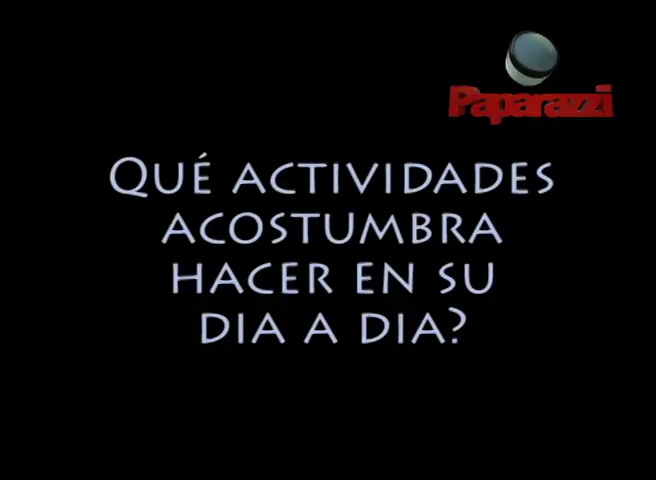 Paparazzi
QUÉ ACTIVIDADES
ACOSTUMBRA
HACER EN SU
DIA A DIA?